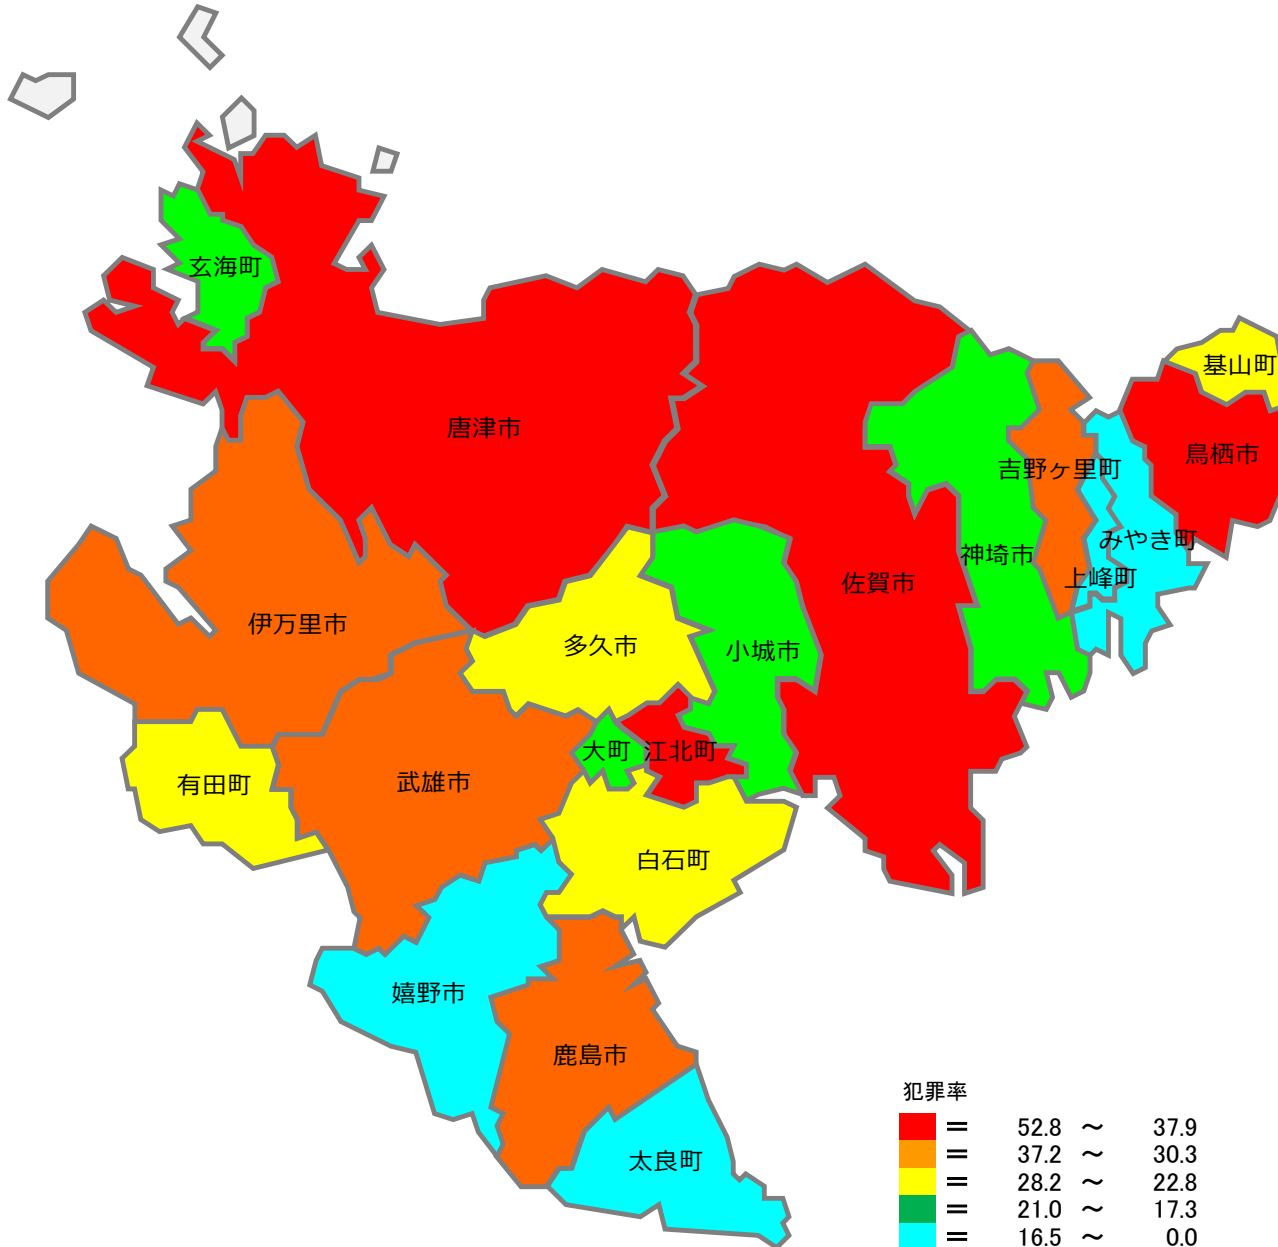 玄海町
基山町
唐津市
鳥栖市
吉野ヶ里町
みやき町
神埼市
上峰町
佐賀市
伊万里市
多久市
小城市
大町
江北町
有田町
武雄市
白石町
嬉野市
鹿島市
太良町
犯罪率
＝ 52.8 ～ 37.9
＝ 37.2 ～ 30.3
＝ 28.2 ～ 22.8
＝ 21.0 ～ 17.3
＝ 16.5 ～ 0.0